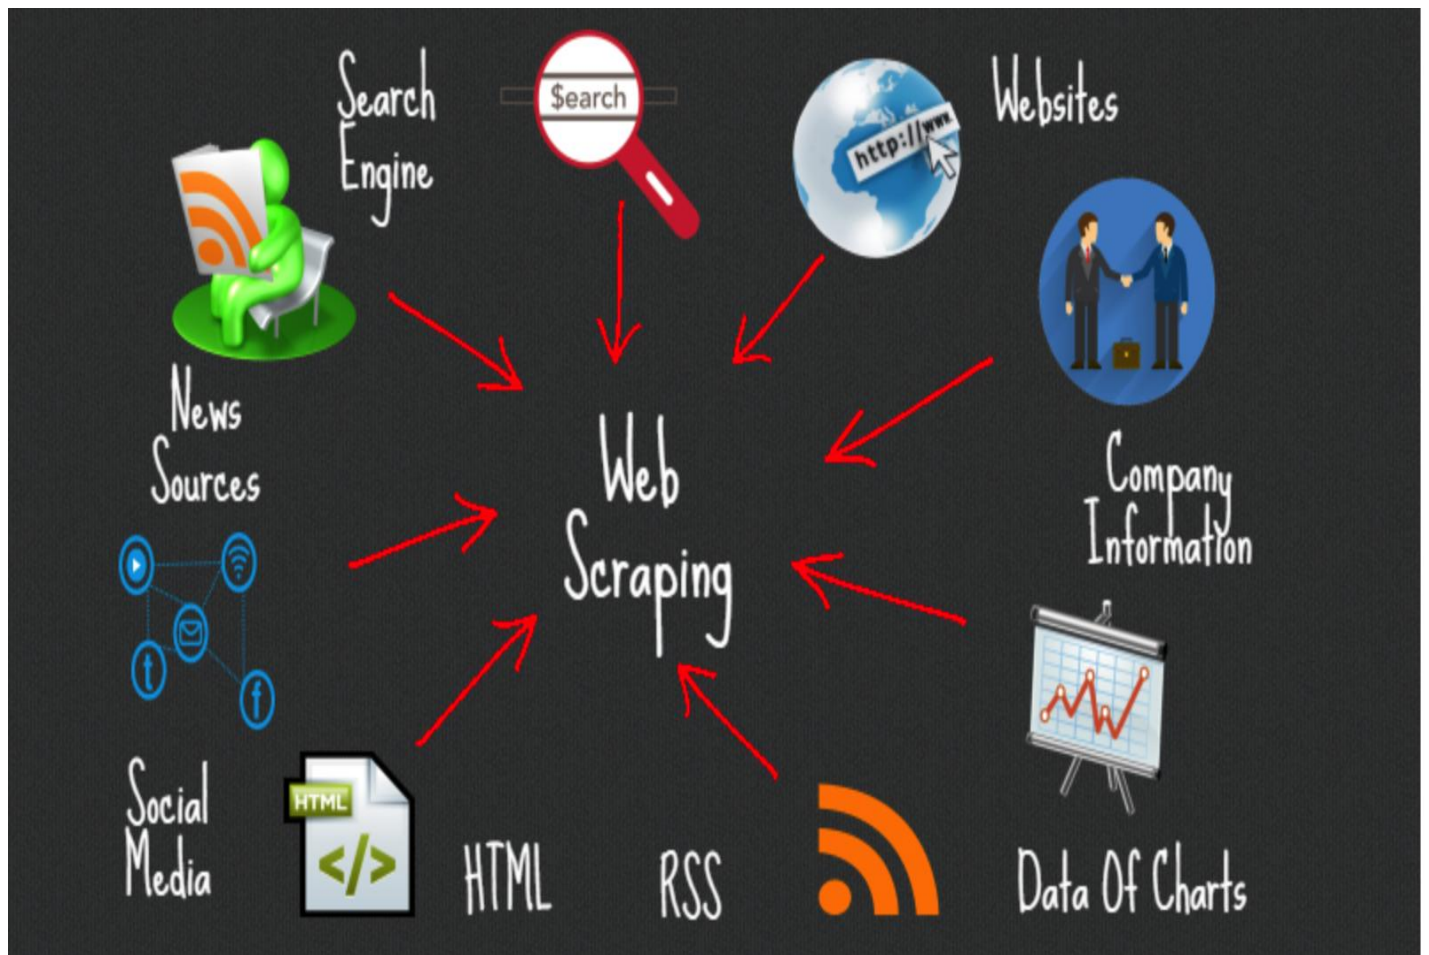 Search
Engine
$earch
http://www.
Websites
News
Sources
Web
Scraping
Company
Information
Social
Media
HTML
</>
HTML
RSS
Data Of Charts
t
f